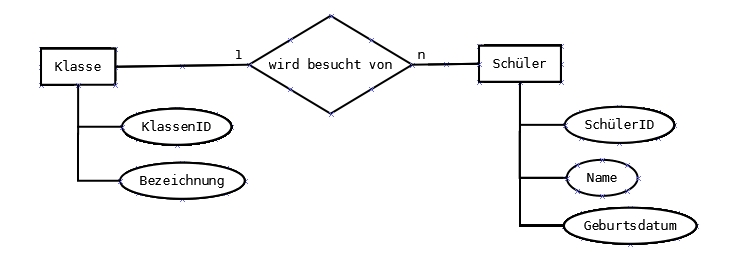 Klasse
1
wird besucht von
n
Schüler
KlassenID
Bezeichnung
SchülerID
Name
Geburtsdatum